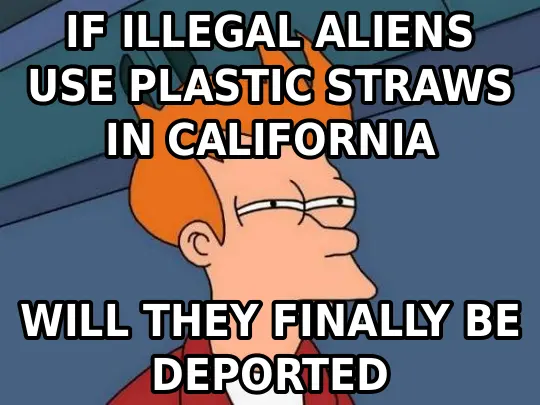 IF ILLEGAL ALIENS
USE PLASTIC STRAWS
IN CALIFORNIA
WILL THEY FINALLY BE
DEPORTED